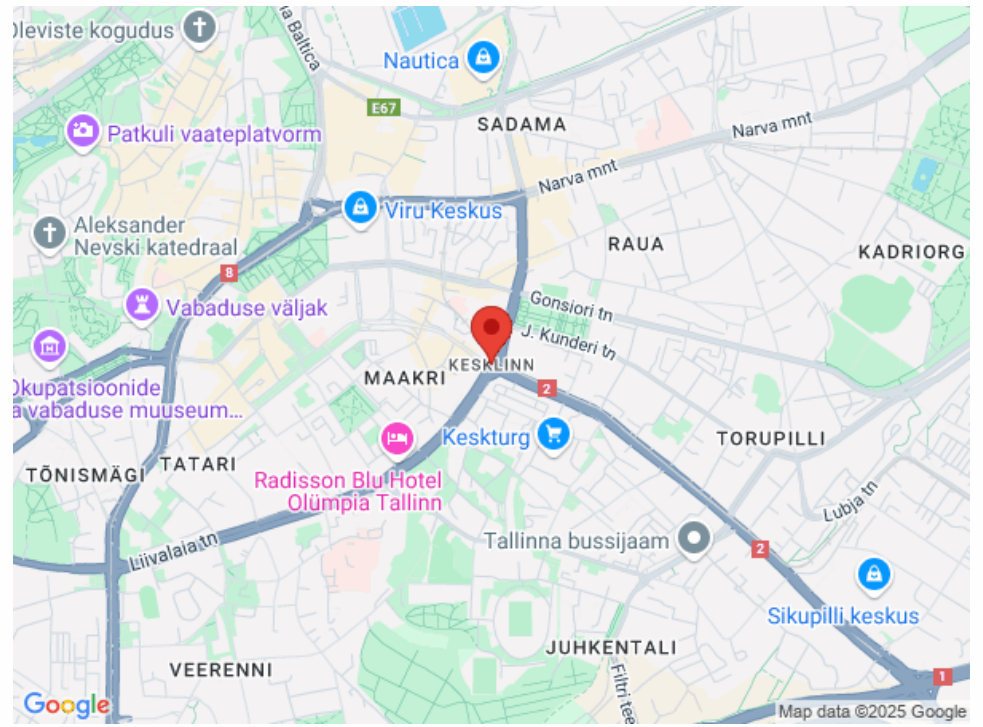 Oleviste kogudus
ia Baltica
Nautica
E67
SADAMA
Narva mnt
Patkuli vaateplatvorm
Narva mnt
Viru Keskus
Aleksander
Nevski katedraal
RAUA
KADRIORG
8
Gonsiori tn
Vabaduse väljak
J. Kunderi tn
KESKLINN
MAAKRI
2
Okupatsioonide
a vabaduse muuseum...
Keskturg
TORUPILLI
TÕNISMÄGI
TATARI
Radisson Blu Hotel
Olümpia Tallinn
Lubja tn
Liivalaia tn
Tallinna bussijaam
2
Sikupilli keskus
JUHKENTALI
VEERENNI
Filtri tee
1
Google
Map data ©2025 Google